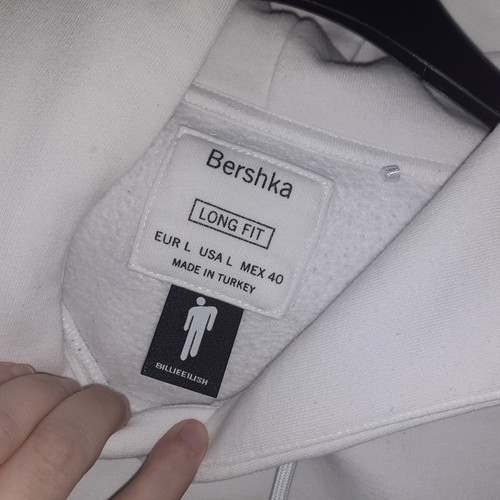 Bershka
LONG FIT
EUR L USA L MEX 40
MADE IN TURKEY
BILLIEEILISH